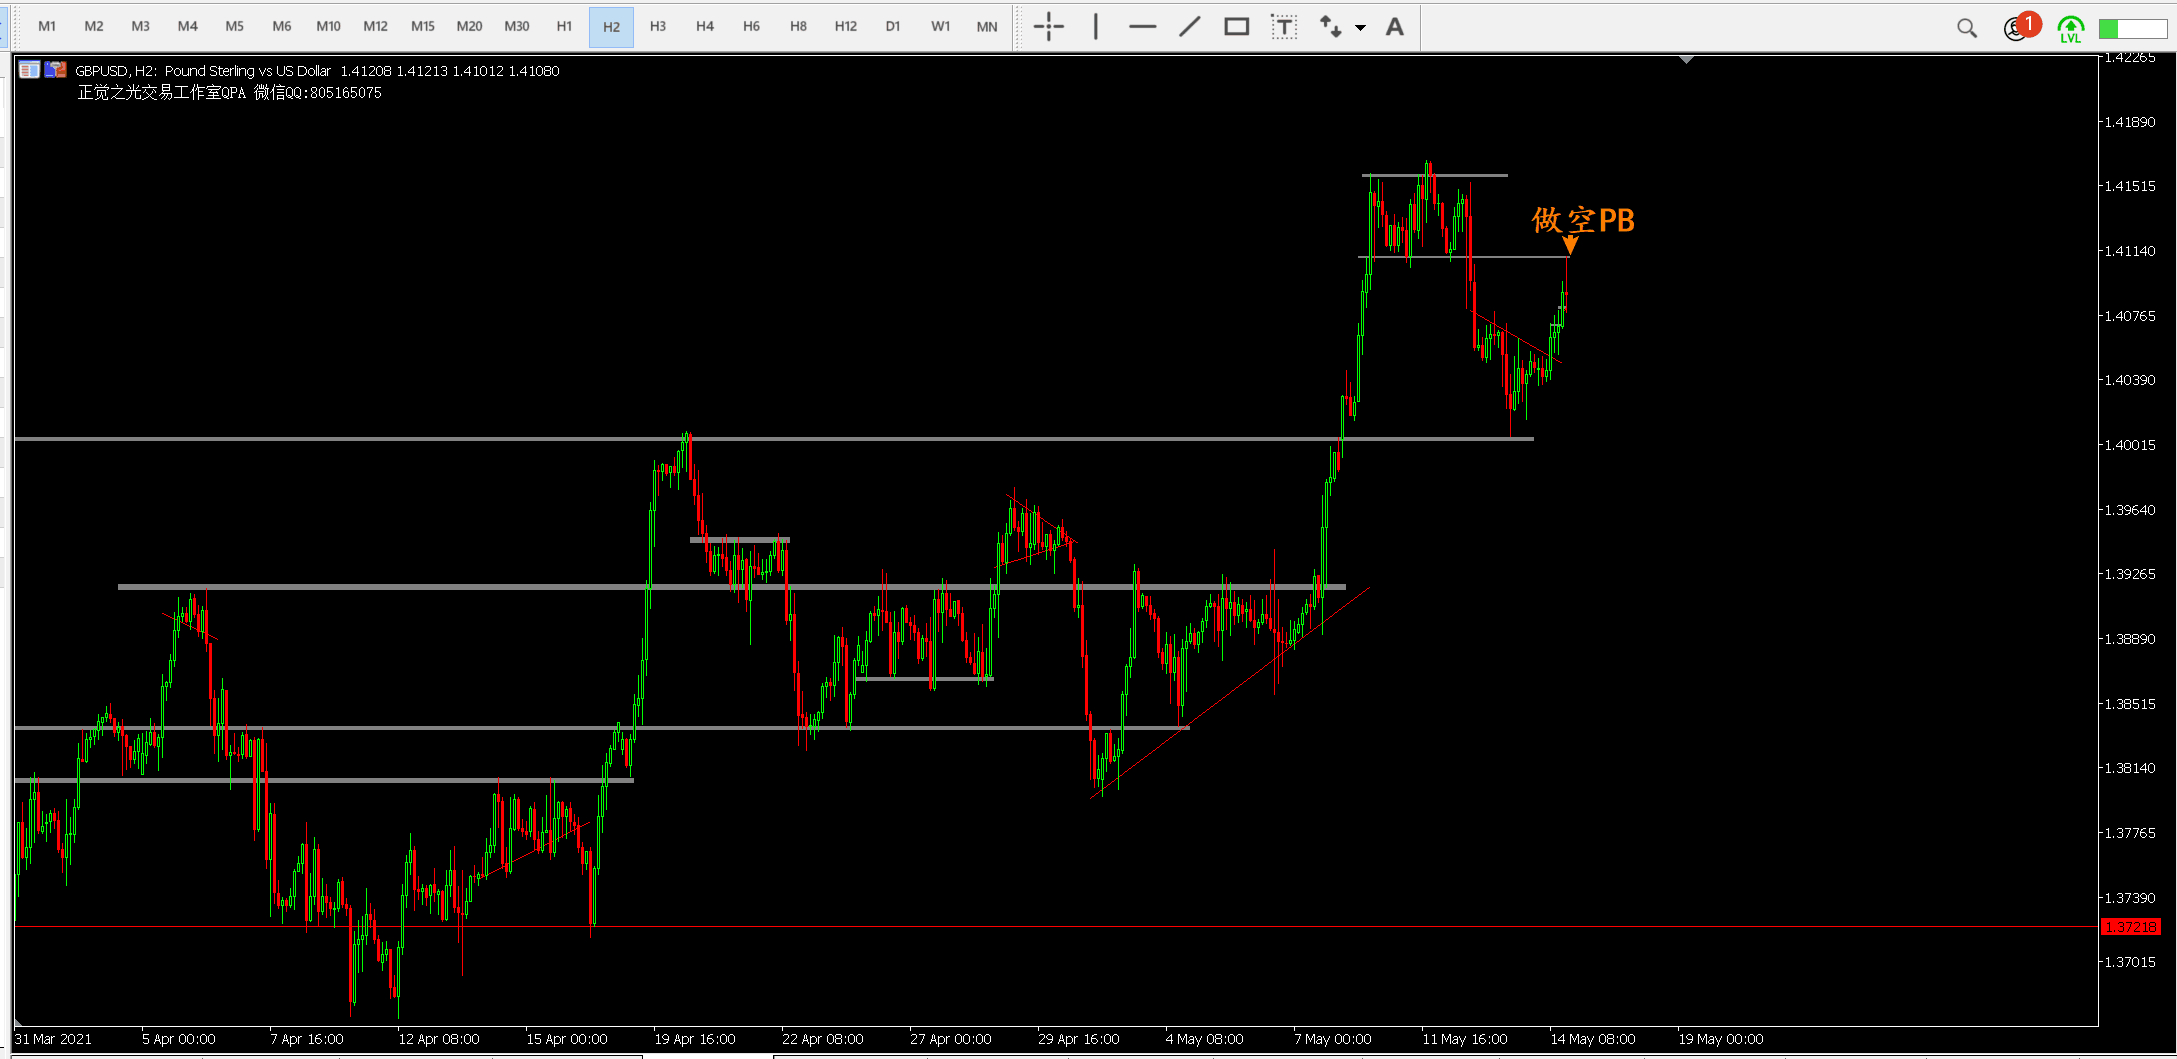 M1 M2 M3 M4 M5 M6 M10 M12 M15 M20 M30 H1 H2 H3 H4 H6 H8 H12 D1 W1 MN T A 1
LVL
GBPUSD, H2: Pound Sterling vs US Dollar 1.41208 1.41213 1.41012 1.41080
正觉之光交易工作室QPA 微信QQ:805165075
1.42265
1.41890
1.41515
做空PB
1.41140
1.40765
1.40390
1.40015
1.39640
1.39265
1.38890
1.38515
1.38140
1.37765
1.37390
1.37218
1.37015
31 Mar 2021 5 Apr 00:00 7 Apr 16:00 12 Apr 08:00 15 Apr 00:00 19 Apr 16:00 22 Apr 08:00 27 Apr 00:00 29 Apr 16:00 4 May 08:00 7 May 00:00 11 May 16:00 14 May 08:00 19 May 00:00